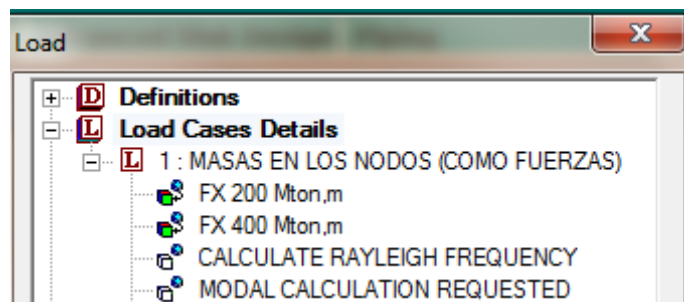 Load
Definitions
Load Cases Details
1 : MASAS EN LOS NODOS (COMO FUERZAS)
FX 200 Mton,m
FX 400 Mton,m
CALCULATE RAYLEIGH FREQUENCY
MODAL CALCULATION REQUESTED